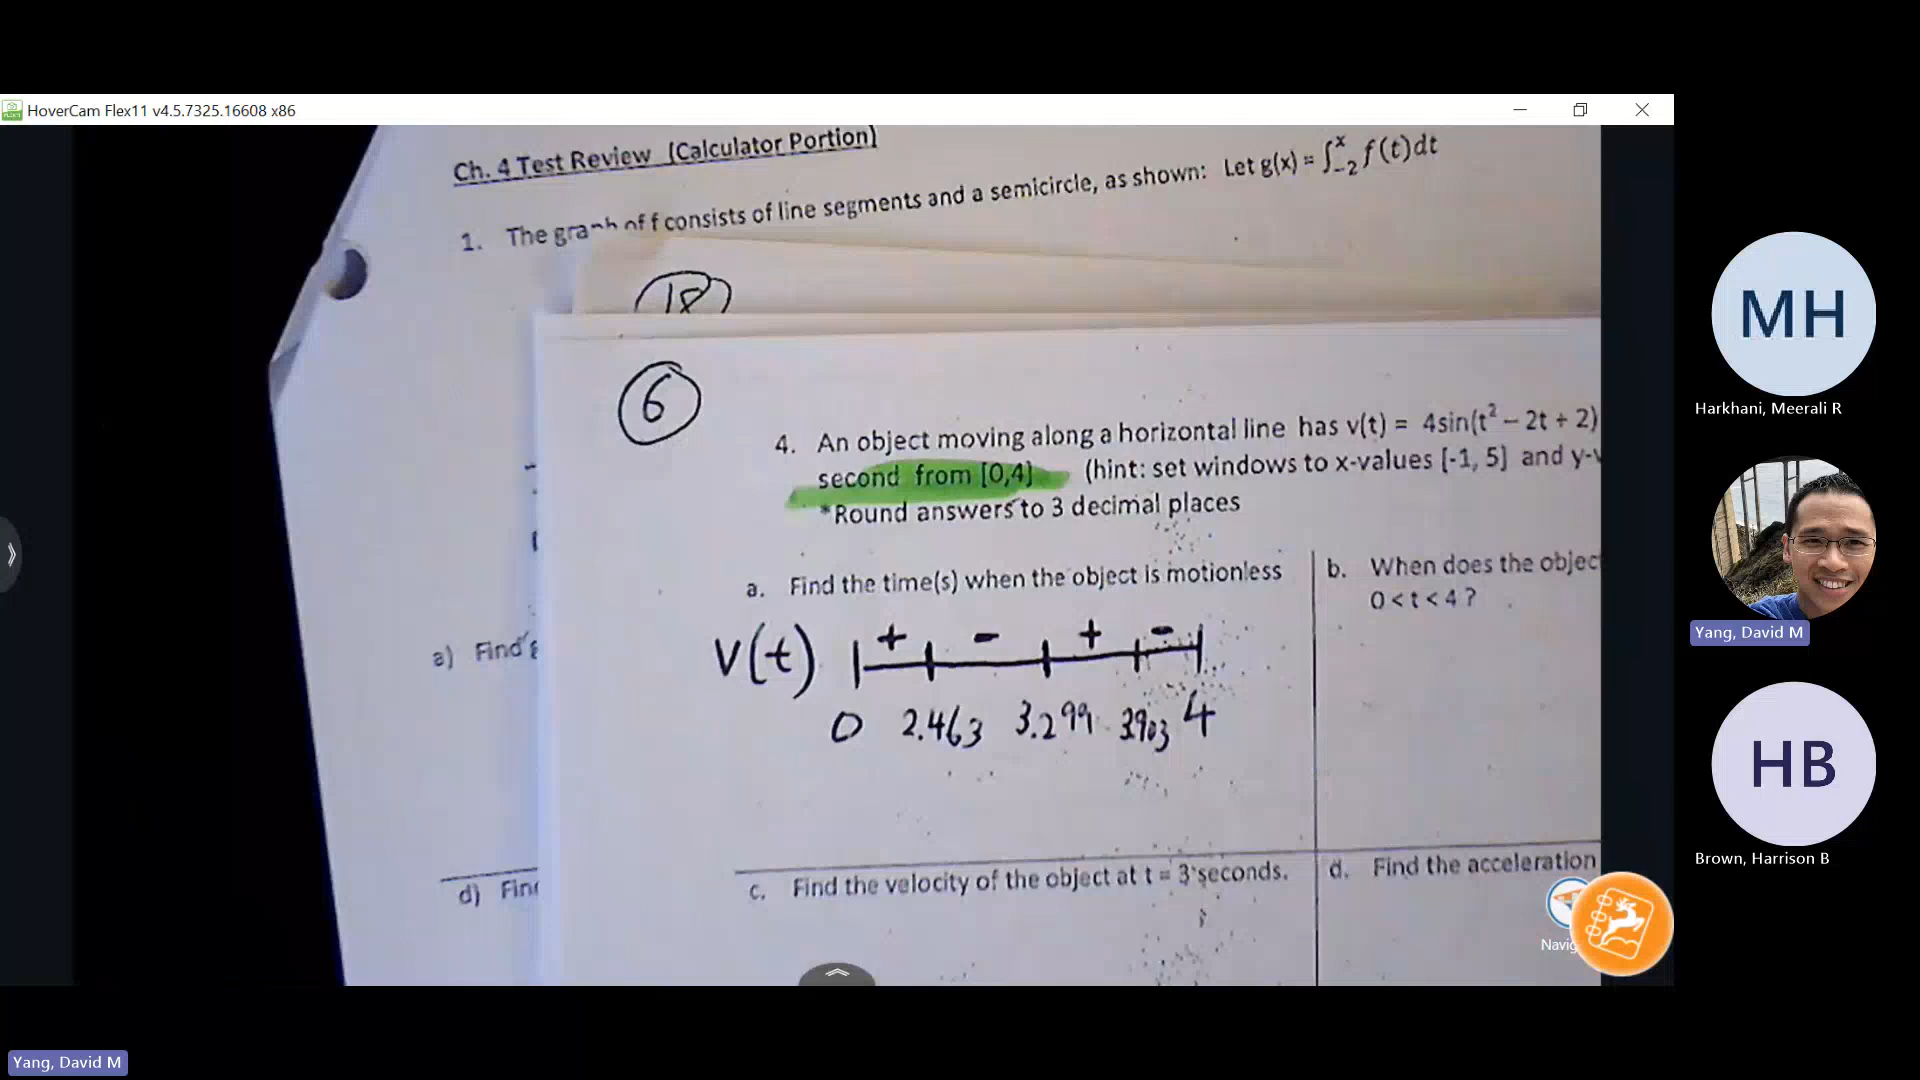 HoverCam Flex11 v4.5.7325.16608 x86
Ch. 4 Test Review (Calculator Portion)
1. The graph of f consists of line segments and a semicircle, as shown: Let g(x) = ∫₋₂ˣ f(t)dt
18
6
4. An object moving along a horizontal line has v(t) = 4sin(t² – 2t + 2)
second from [0,4] (hint: set windows to x-values [-1, 5] and y-
*Round answers to 3 decimal places
a. Find the time(s) when the object is motionless
b. When does the objec
0 < t < 4 ?
V(t) + - + -
0 2.463 3.299 3.903 4
a) Find g
c. Find the velocity of the object at t = 3 seconds.
d. Find the acceleration
d) Find
Navig
MH
Harkhani, Meerali R
Yang, David M
HB
Brown, Harrison B
Yang, David M